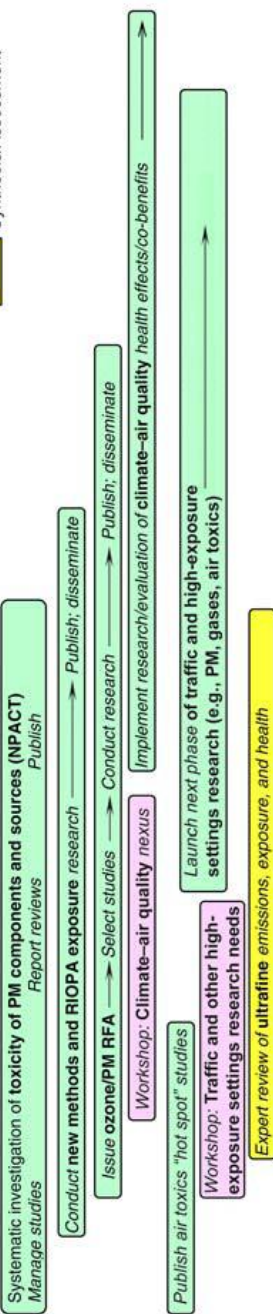 Systematic investigation of toxicity of PM components and sources (NPACT)
Manage studies Report reviews Publish
Conduct new methods and RIOPA exposure research Publish; disseminate
Issue ozone/PM RFA Select studies Conduct research Publish; disseminate
Workshop: Climate–air quality nexus
Implement research/evaluation of climate–air quality health effects/co-benefits
Publish air toxics “hot spot” studies
Workshop: Traffic and other high-
exposure settings research needs
Launch next phase of traffic and high-exposure
settings research (e.g., PM, gases, air toxics)
Expert review of ultrafine emissions, exposure, and health